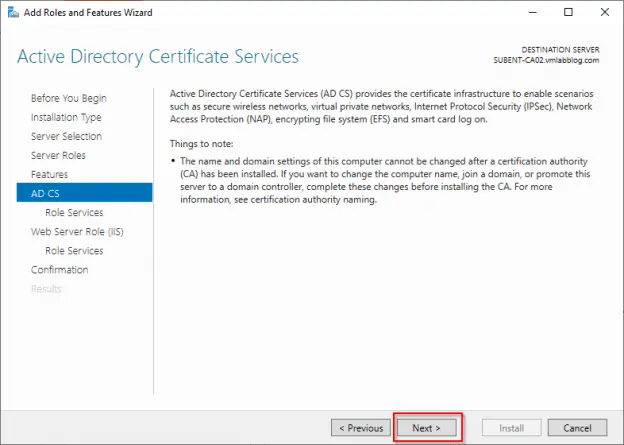 Add Roles and Features Wizard
Active Directory Certificate Services
DESTINATION SERVER
SUBENT-CA02.vmlabblog.com
Before You Begin
Installation Type
Server Selection
Server Roles
Features
AD CS
Role Services
Web Server Role (IIS)
Role Services
Confirmation
Results
Active Directory Certificate Services (AD CS) provides the certificate infrastructure to enable scenarios
such as secure wireless networks, virtual private networks, Internet Protocol Security (IPSec), Network
Access Protection (NAP), encrypting file system (EFS) and smart card log on.
Things to note:
• The name and domain settings of this computer cannot be changed after a certification authority
(CA) has been installed. If you want to change the computer name, join a domain, or promote this
server to a domain controller, complete these changes before installing the CA. For more
information, see certification authority naming.
< Previous
Next >
Install
Cancel